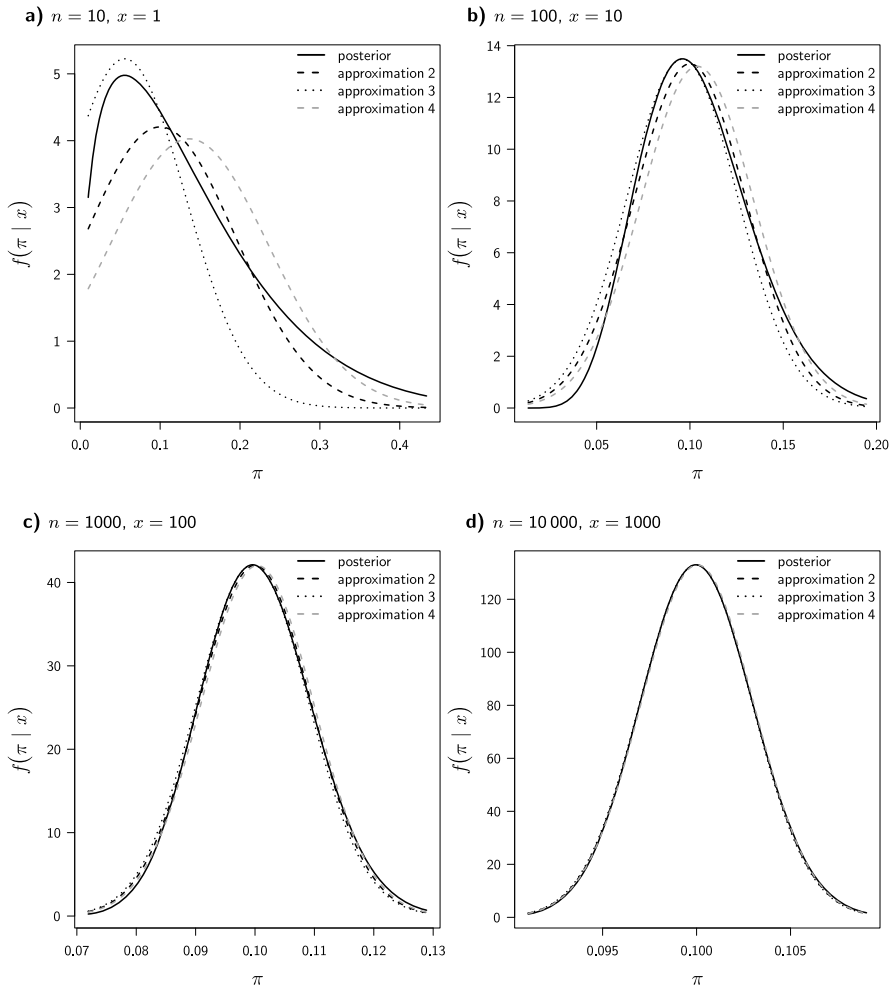 a) n = 10, x = 1
posterior
approximation 2
approximation 3
approximation 4
5
4
3
2
1
0
f(π | x)
0.0 0.1 0.2 0.3 0.4
π
b) n = 100, x = 10
posterior
approximation 2
approximation 3
approximation 4
14
12
10
8
6
4
2
0
f(π | x)
0.05 0.10 0.15 0.20
π
c) n = 1000, x = 100
posterior
approximation 2
approximation 3
approximation 4
40
30
20
10
0
f(π | x)
0.07 0.08 0.09 0.10 0.11 0.12 0.13
π
d) n = 10 000, x = 1000
posterior
approximation 2
approximation 3
approximation 4
120
100
80
60
40
20
0
f(π | x)
0.095 0.100 0.105
π